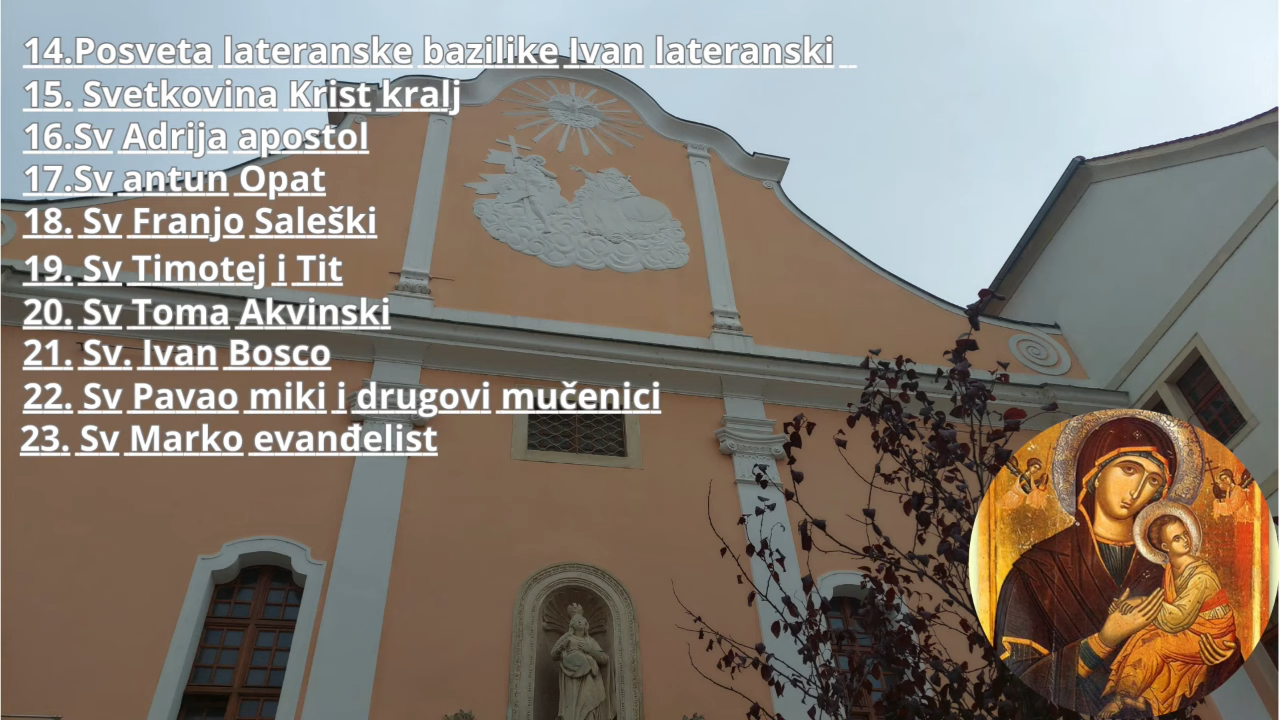 14.Posveta lateranske bazilike Ivan lateranski
15. Svetkovina Krist kralj
16.Sv Adrija apostol
17.Sv antun Opat
18. Sv Franjo Saleški
19. Sv Timotej i Tit
20. Sv Toma Akvinski
21. Sv. Ivan Bosco
22. Sv Pavao miki i drugovi mučenici
23. Sv Marko evanđelist